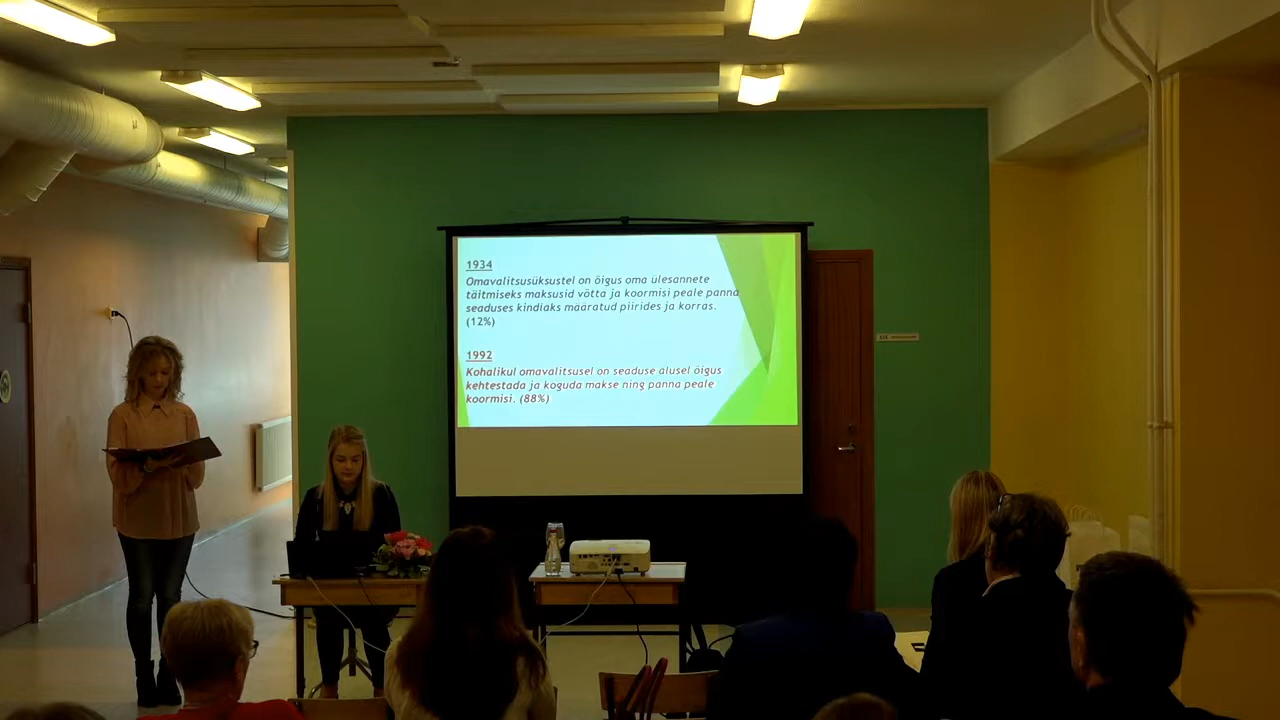 1934
Omavalitsusüksustel on õigus oma ülesannete
täitmiseks maksusid võtta ja koormisi peale panna
seaduses kindlaks määratud piirides ja korras.
(12%)
1992
Kohalikul omavalitsusel on seaduse alusel õigus
kehtestada ja koguda makse ning panna peale
koormisi. (88%)